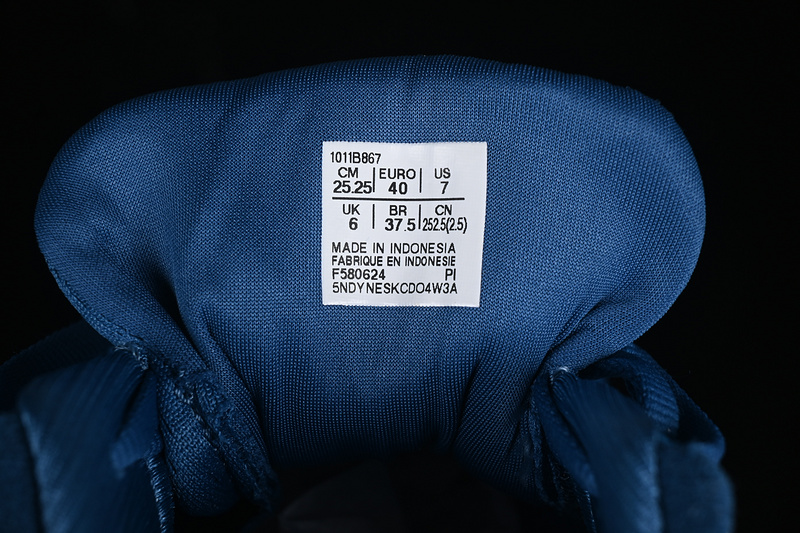 1011B867
CM EURO US
25.25 40 7
UK BR CN
6 37.5 252.5(2.5)
MADE IN INDONESIA
FABRIQUE EN INDONESIE
F580624 PI
5NDYNESKCDO4W3A